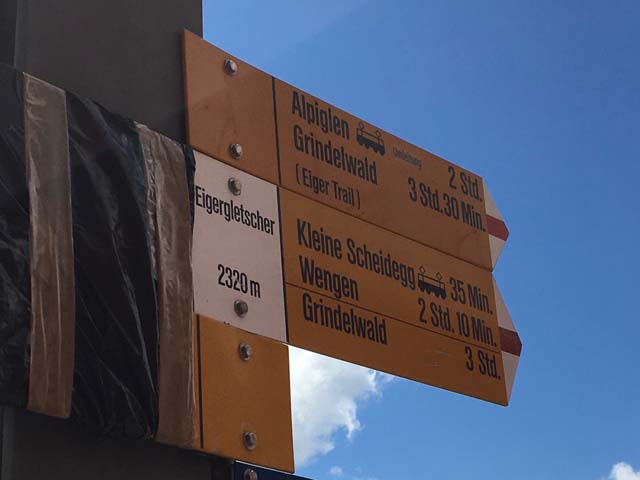 Alpiglen Umleitung 2 Std.
Grindelwald 3 Std.30 Min.
( Eiger Trail )
Eigergletscher
2320 m
Kleine Scheidegg 35 Min.
Wengen 2 Std. 10 Min.
Grindelwald 3 Std.